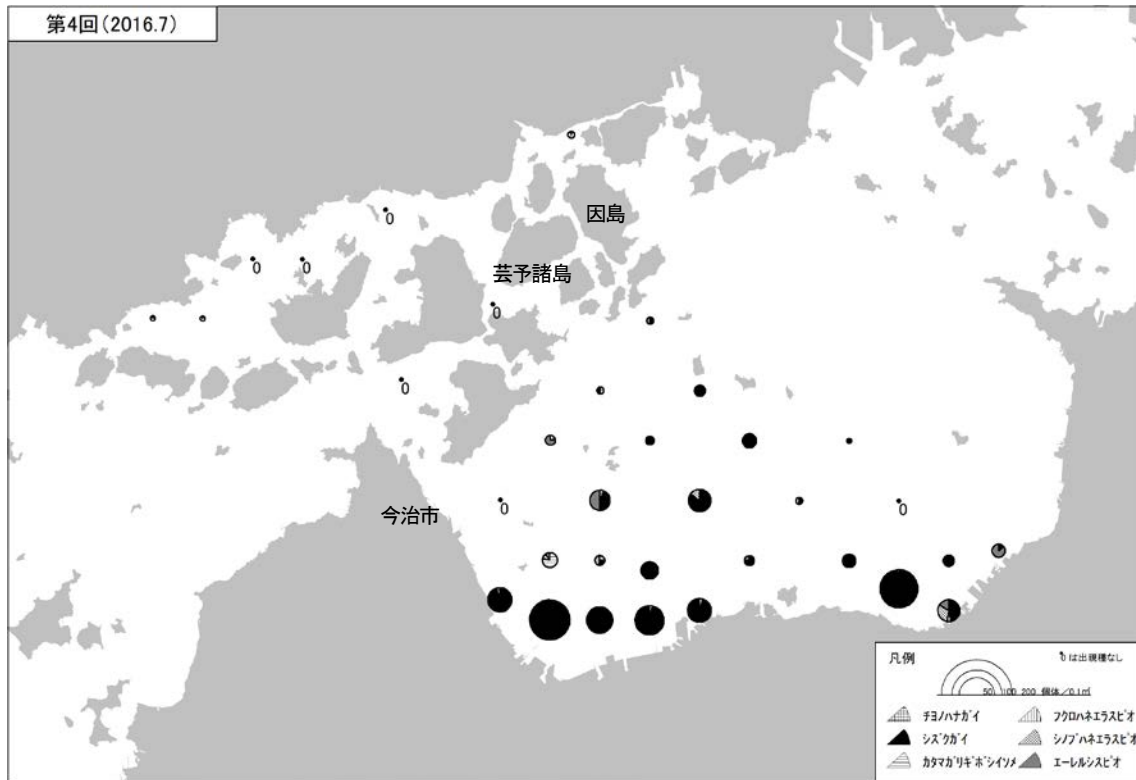 第4回(2016.7)
因島
0
芸予諸島
0
0
0
0
今治市
0
0
凡例
0 は出現種なし
50 100 200 個体/0.1㎡
チヨノハナガイ
フクロハネエラスピオ
シズクガイ
シノブハネエラスピオ
カタマガリギボシイソメ
エーレルシスピオ